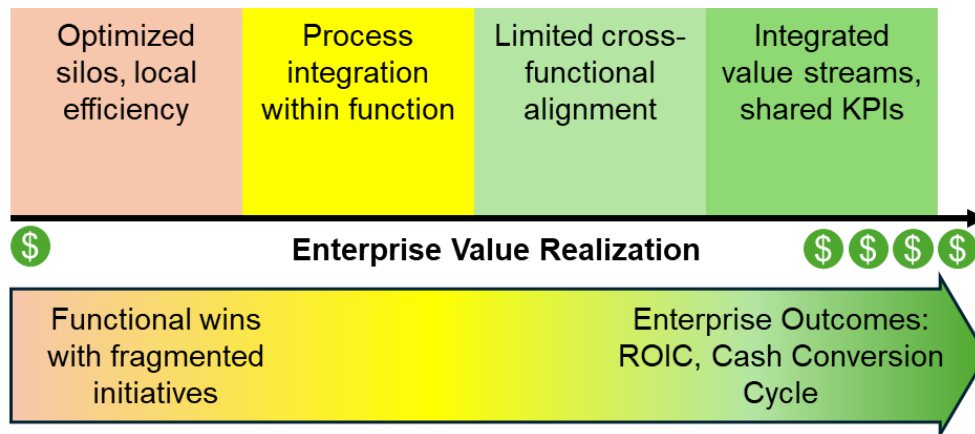 Optimized
silos, local
efficiency
Process
integration
within function
Limited cross-
functional
alignment
Integrated
value streams,
shared KPIs
$
Enterprise Value Realization
$ $ $ $
Functional wins
with fragmented
initiatives
Enterprise Outcomes:
ROIC, Cash Conversion
Cycle